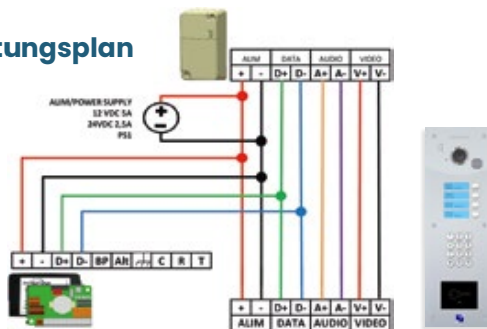 tungsplan
ALIM DATA AUDIO VIDEO
+ - D+ D- A+ A- V+ V-
ALIM/POWER SUPPLY
12 VDC 5A
24VDC 2,5A
PS1
+ - D+ D- BP Alt C R T
+ - D+ D- A+ A- V+ V-
ALIM DATA AUDIO VIDEO